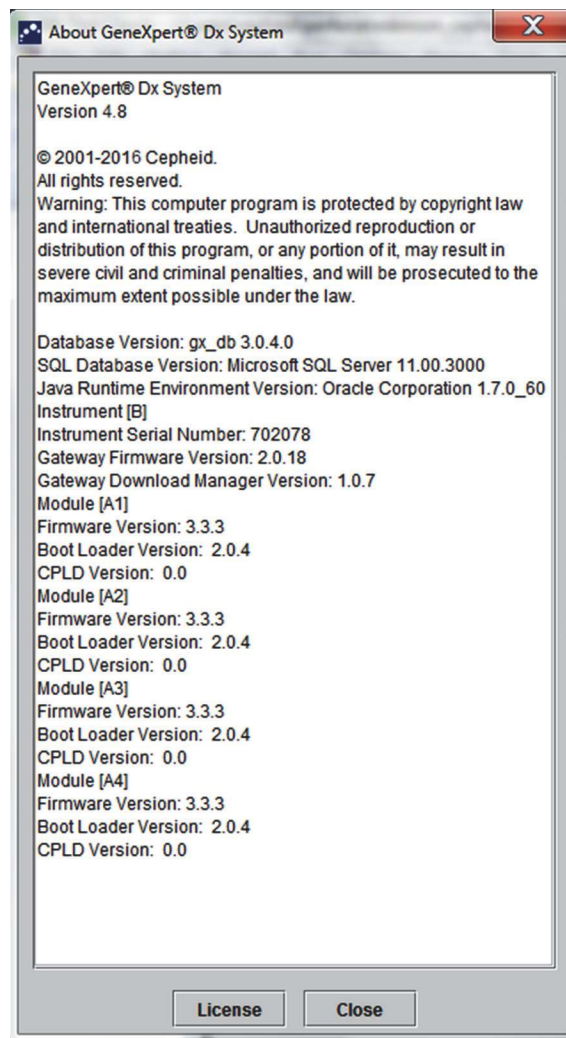 About GeneXpert® Dx System
GeneXpert® Dx System
Version 4.8
© 2001-2016 Cepheid.
All rights reserved.
Warning: This computer program is protected by copyright law
and international treaties. Unauthorized reproduction or
distribution of this program, or any portion of it, may result in
severe civil and criminal penalties, and will be prosecuted to the
maximum extent possible under the law.
Database Version: gx_db 3.0.4.0
SQL Database Version: Microsoft SQL Server 11.00.3000
Java Runtime Environment Version: Oracle Corporation 1.7.0_60
Instrument [B]
Instrument Serial Number: 702078
Gateway Firmware Version: 2.0.18
Gateway Download Manager Version: 1.0.7
Module [A1]
Firmware Version: 3.3.3
Boot Loader Version: 2.0.4
CPLD Version: 0.0
Module [A2]
Firmware Version: 3.3.3
Boot Loader Version: 2.0.4
CPLD Version: 0.0
Module [A3]
Firmware Version: 3.3.3
Boot Loader Version: 2.0.4
CPLD Version: 0.0
Module [A4]
Firmware Version: 3.3.3
Boot Loader Version: 2.0.4
CPLD Version: 0.0
License
Close